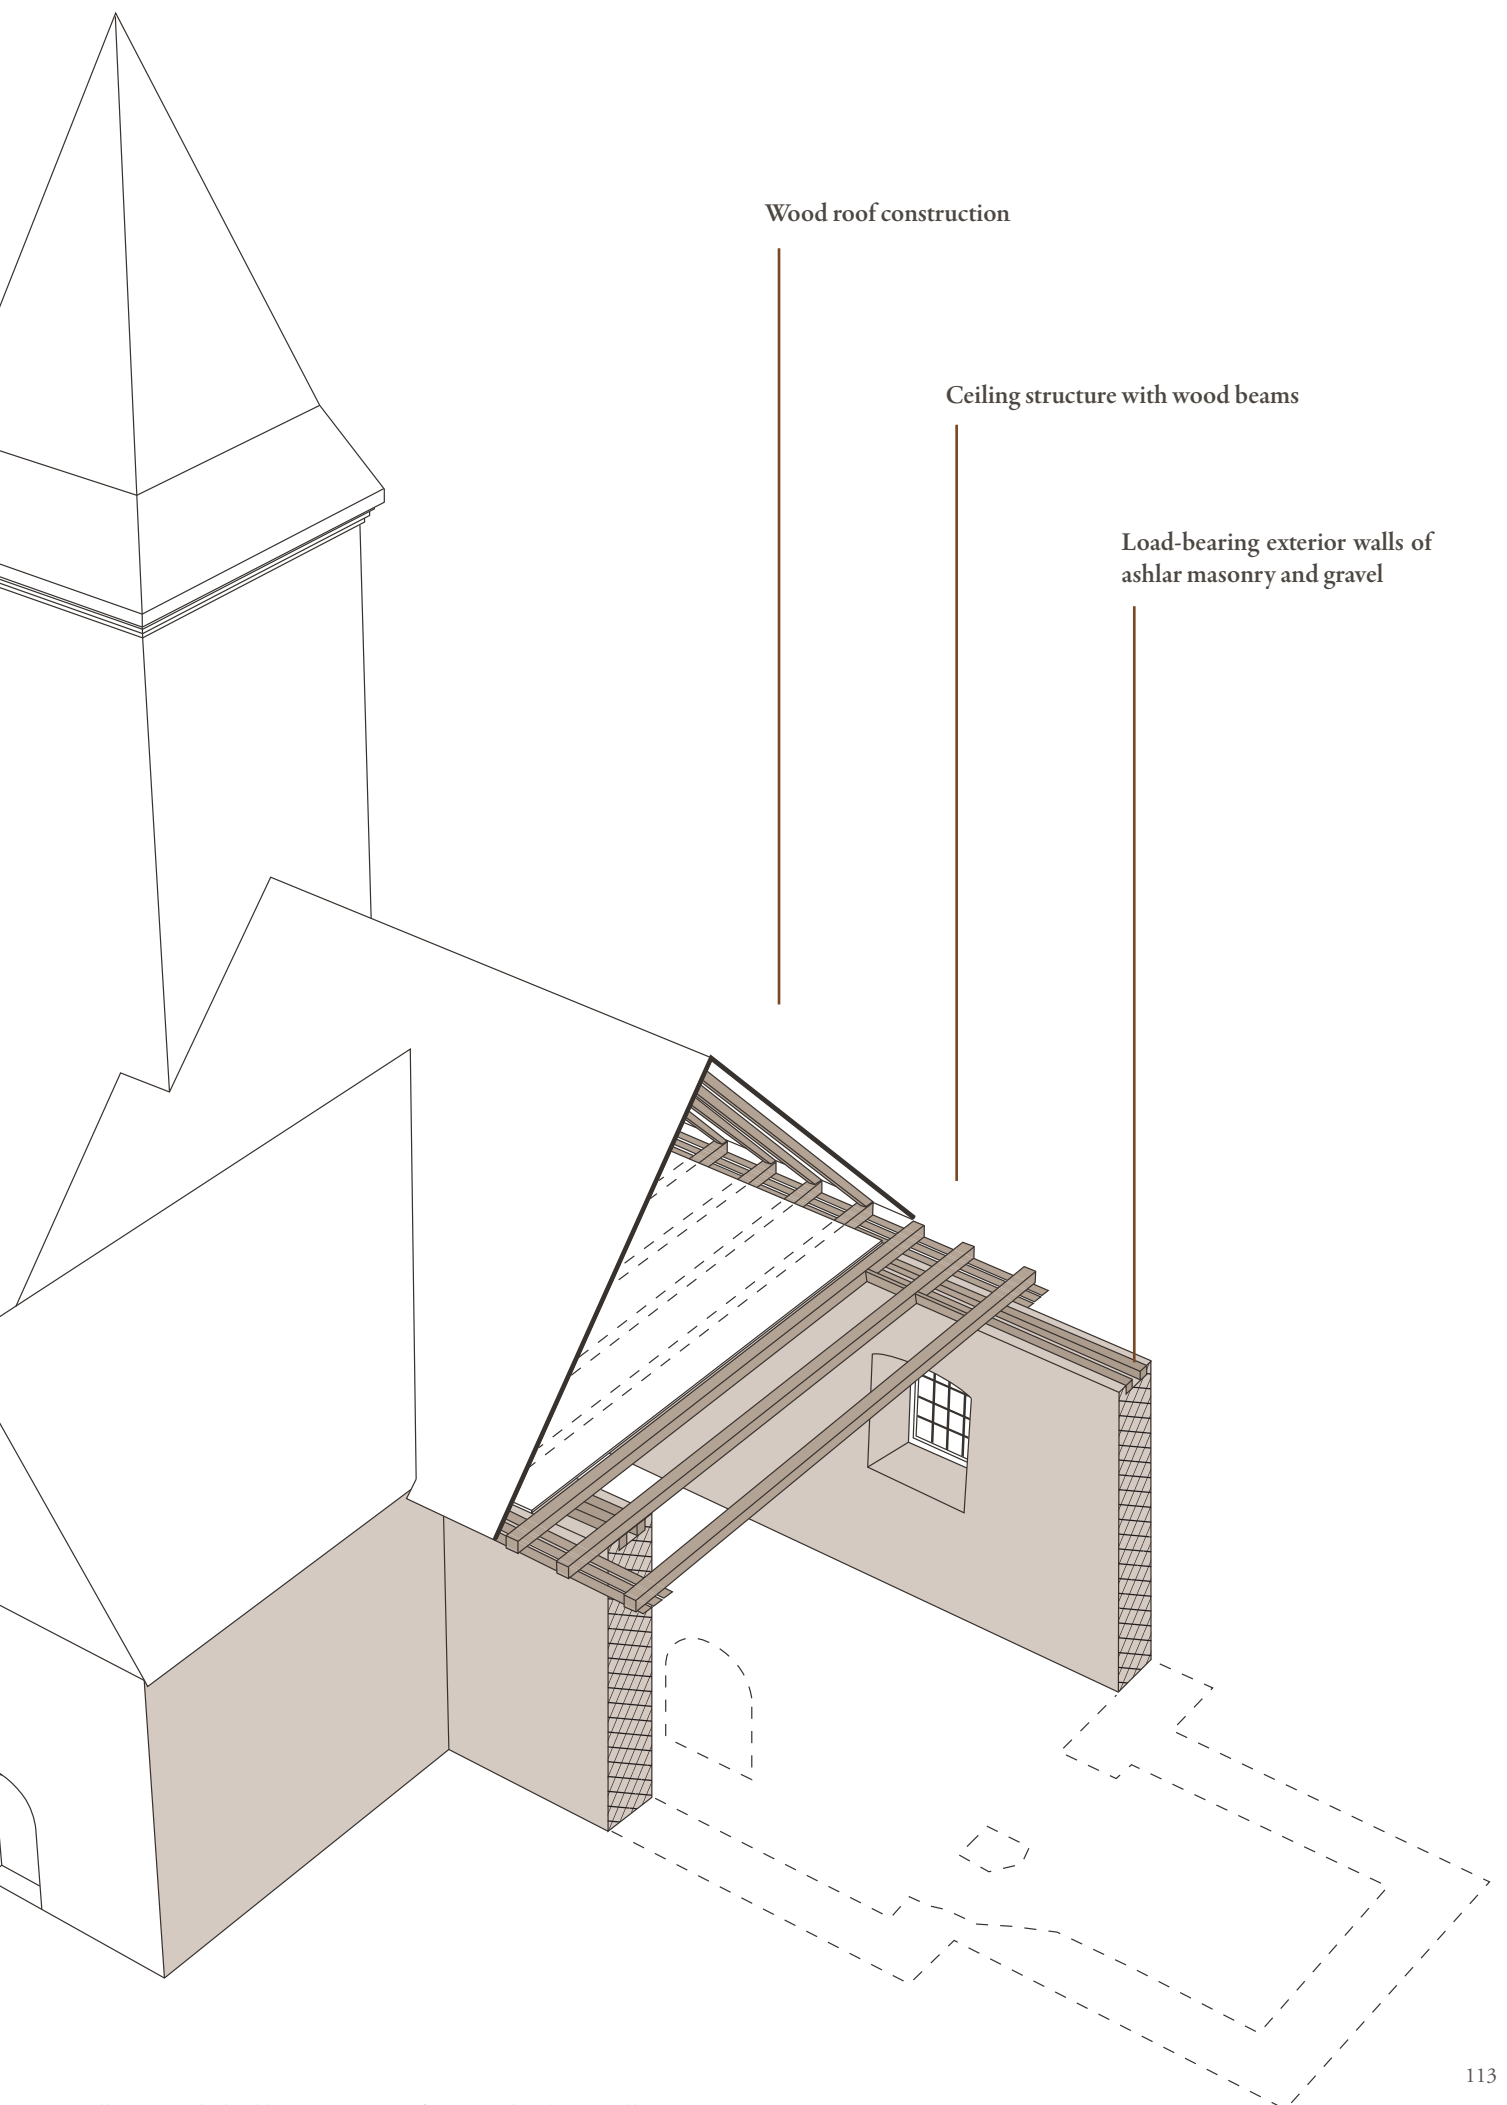 Wood roof construction
Ceiling structure with wood beams
Load-bearing exterior walls of
ashlar masonry and gravel
113